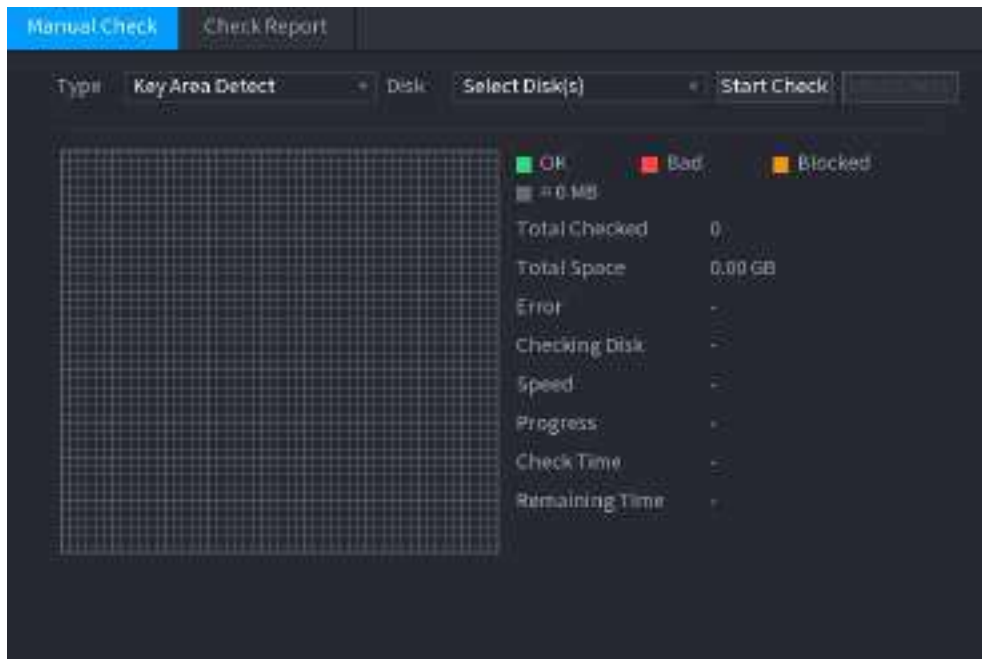 Manual Check Check Report
Type Key Area Detect Disk Select Disk(s) Start Check
OK Bad Blocked
= 0 MB
Total Checked 0
Total Space 0.00 GB
Error -
Checking Disk -
Speed -
Progress -
Check Time -
Remaining Time -